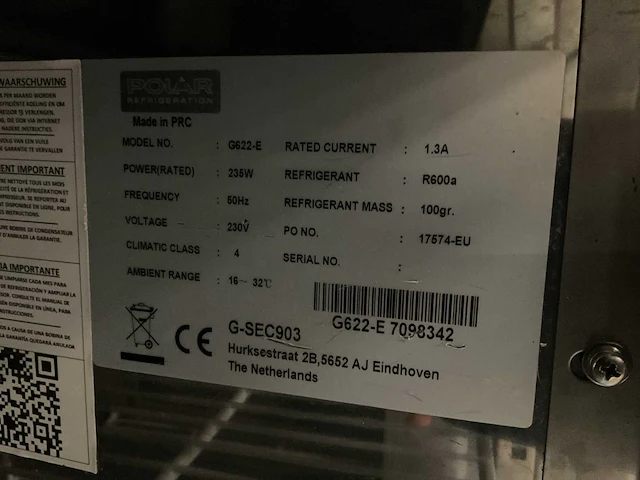 WAARSCHUWING
POLAR
REFRIGERATION
Made in PRC
MODEL NO. : G622-E
POWER(RATED) : 235W
FREQUENCY : 50Hz
VOLTAGE : 230V
CLIMATIC CLASS : 4
AMBIENT RANGE : 16~ 32℃
RATED CURRENT : 1.3A
REFRIGERANT : R600a
REFRIGERANT MASS : 100gr.
PO NO. : 17574-EU
SERIAL NO. :
G622-E 7098342
CE
G-SEC903
Hurksestraat 2B,5652 AJ Eindhoven
The Netherlands
IMPORTANT
IMPORTANTE